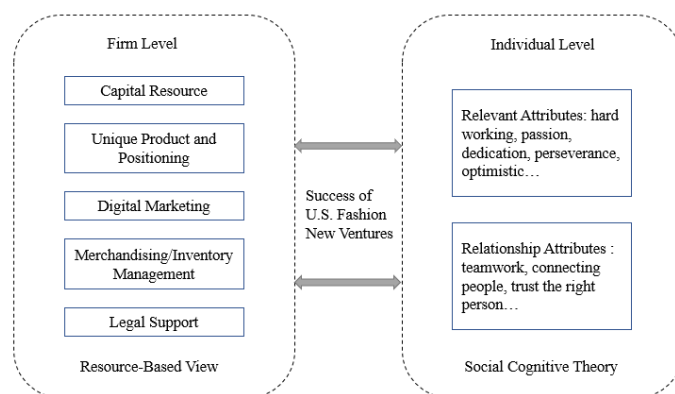 Firm Level
Capital Resource
Unique Product and
Positioning
Digital Marketing
Merchandising/Inventory
Management
Legal Support
Resource-Based View
Success of
U.S. Fashion
New Ventures
Individual Level
Relevant Attributes: hard
working, passion,
dedication, perseverance,
optimistic…
Relationship Attributes :
teamwork, connecting
people, trust the right
person…
Social Cognitive Theory